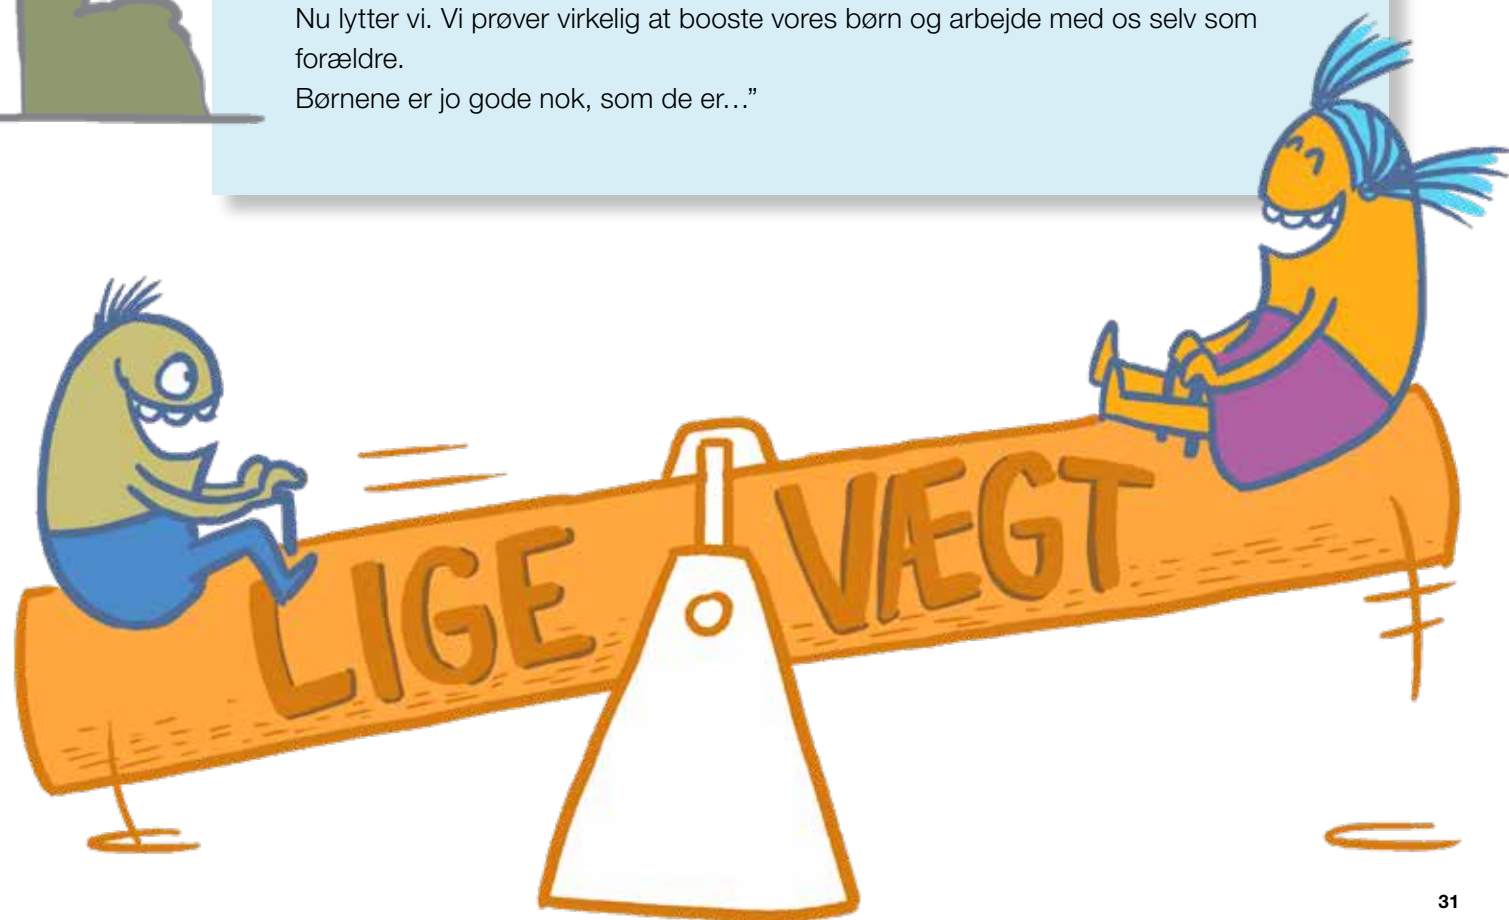 Nu lytter vi. Vi prøver virkelig at booste vores børn og arbejde med os selv som
forældre.
Børnene er jo gode nok, som de er…”
LIGE VÆGT
31